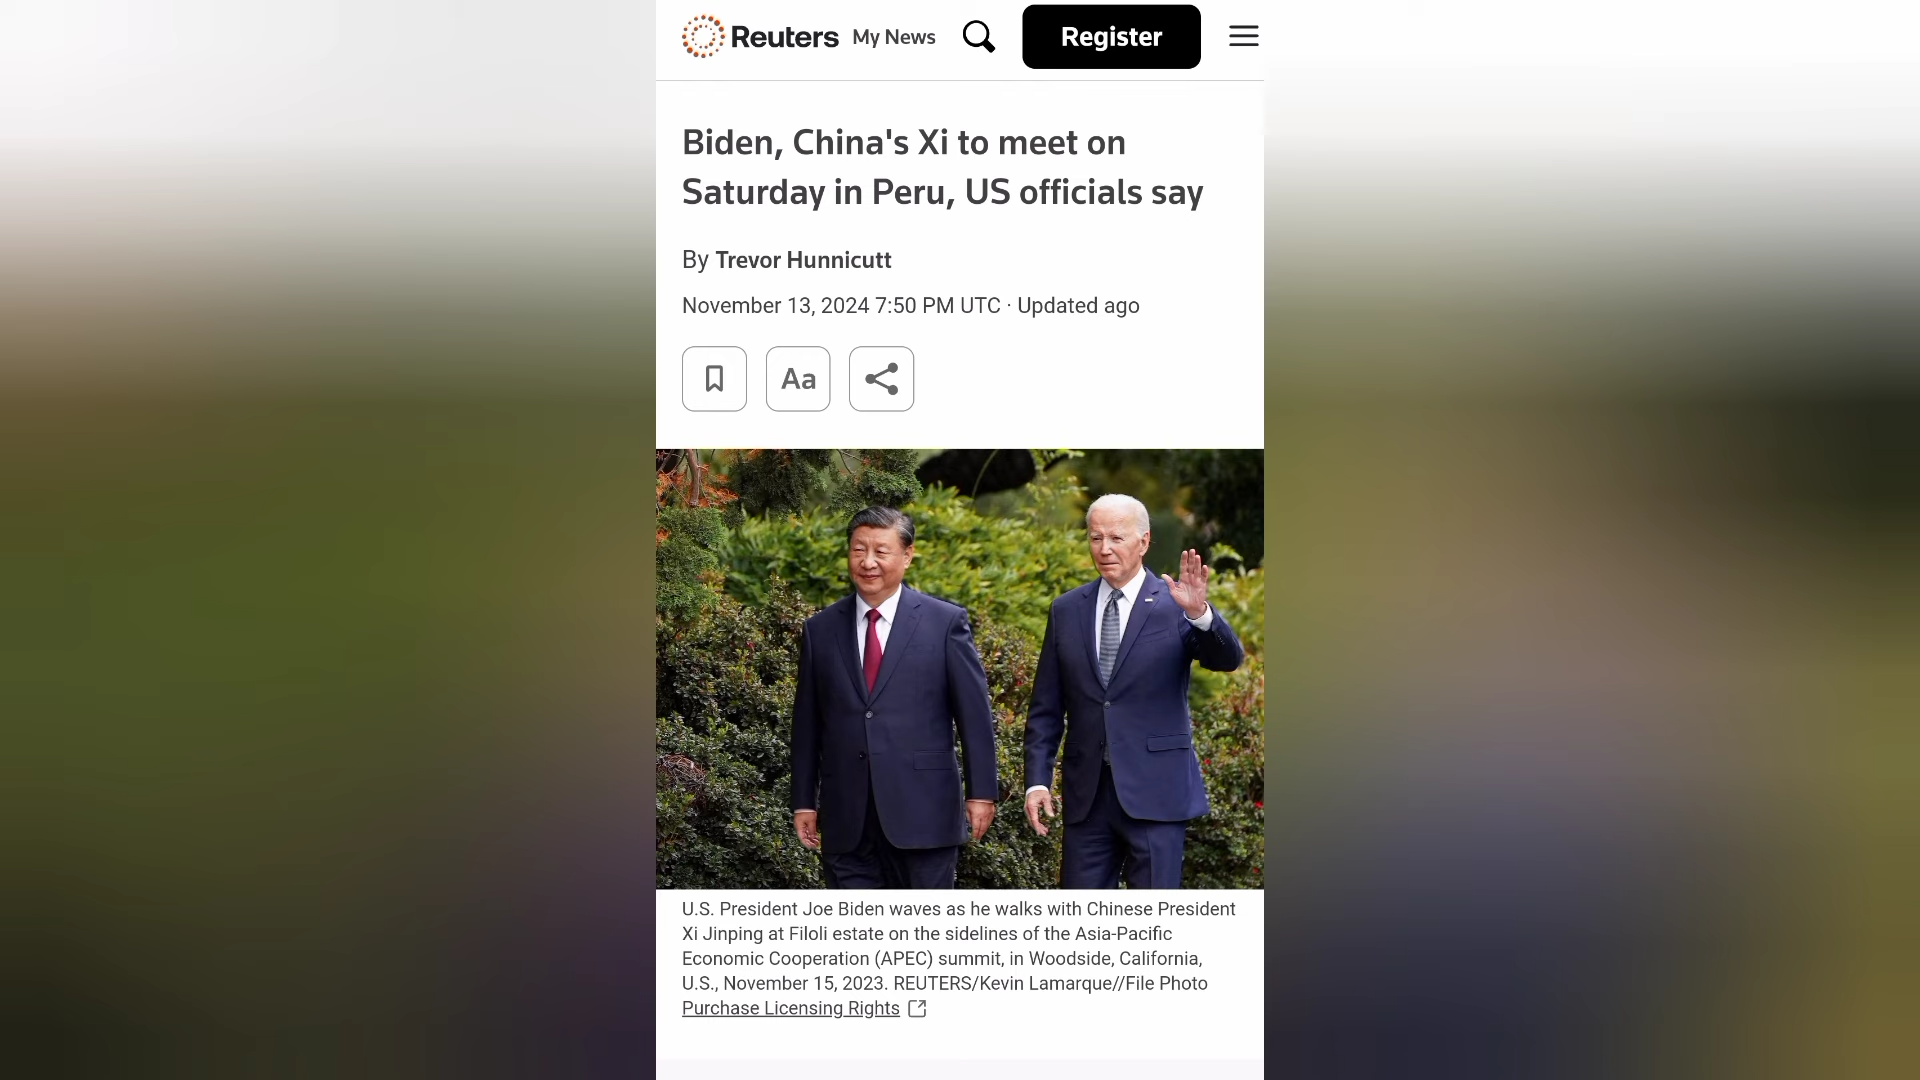 Reuters My News Register
Biden, China's Xi to meet on
Saturday in Peru, US officials say
By Trevor Hunnicutt
November 13, 2024 7:50 PM UTC · Updated ago
Aa
U.S. President Joe Biden waves as he walks with Chinese President
Xi Jinping at Filoli estate on the sidelines of the Asia-Pacific
Economic Cooperation (APEC) summit, in Woodside, California,
U.S., November 15, 2023. REUTERS/Kevin Lamarque//File Photo
Purchase Licensing Rights